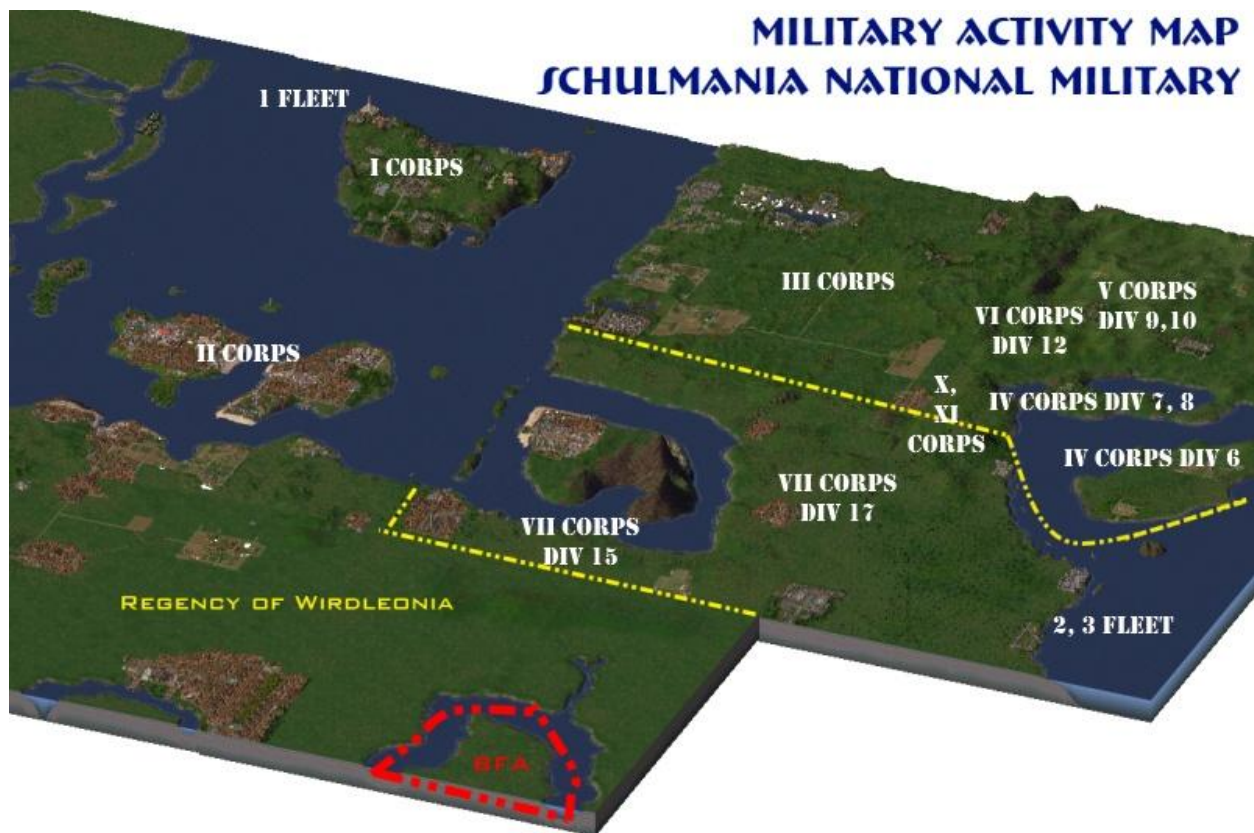 MILITARY ACTIVITY MAP
SCHULMANIA NATIONAL MILITARY
1 FLEET
I CORPS
III CORPS
V CORPS
DIV 9,10
VI CORPS
DIV 12
II CORPS
X,
XI
CORPS
IV CORPS DIV 7, 8
IV CORPS DIV 6
VII CORPS
DIV 17
VII CORPS
DIV 15
REGENCY OF WIRDLEONIA
2, 3 FLEET
BFA